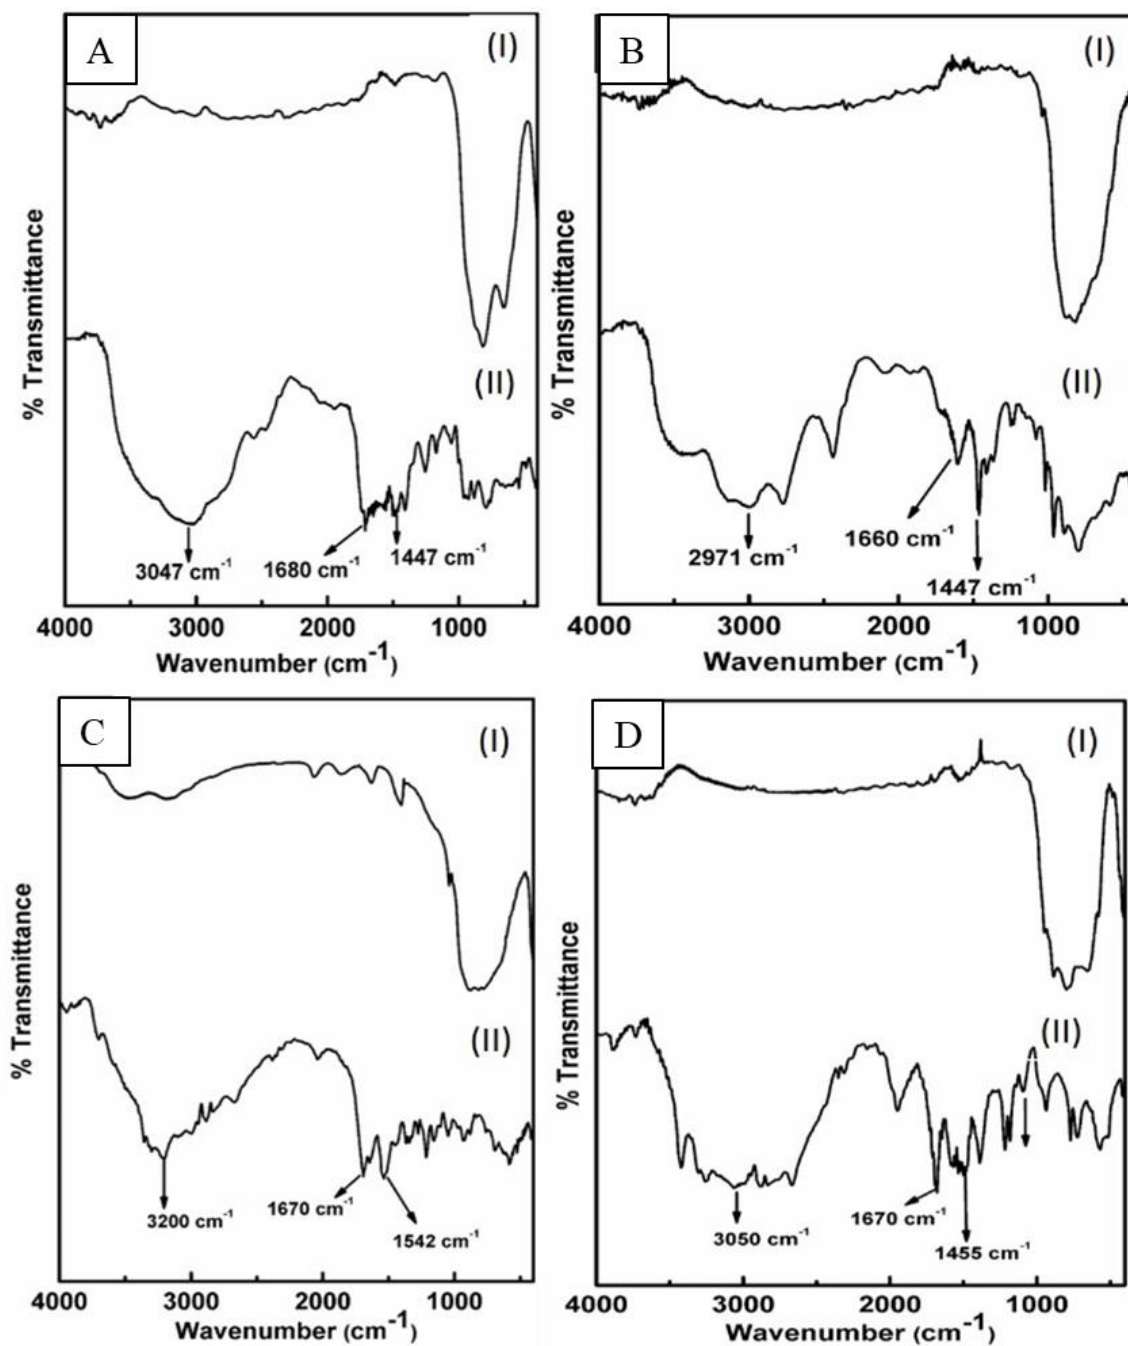 A
(I)
(II)
% Transmittance
3047 cm⁻¹
1680 cm⁻¹
1447 cm⁻¹
4000 3000 2000 1000
Wavenumber (cm⁻¹)
B
(I)
(II)
% Transmittance
2971 cm⁻¹
1660 cm⁻¹
1447 cm⁻¹
4000 3000 2000 1000
Wavenumber (cm⁻¹)
C
(I)
(II)
% Transmittance
3200 cm⁻¹
1670 cm⁻¹
1542 cm⁻¹
4000 3000 2000 1000
Wavenumber (cm⁻¹)
D
(I)
(II)
% Transmittance
3050 cm⁻¹
1670 cm⁻¹
1455 cm⁻¹
4000 3000 2000 1000
Wavenumber (cm⁻¹)